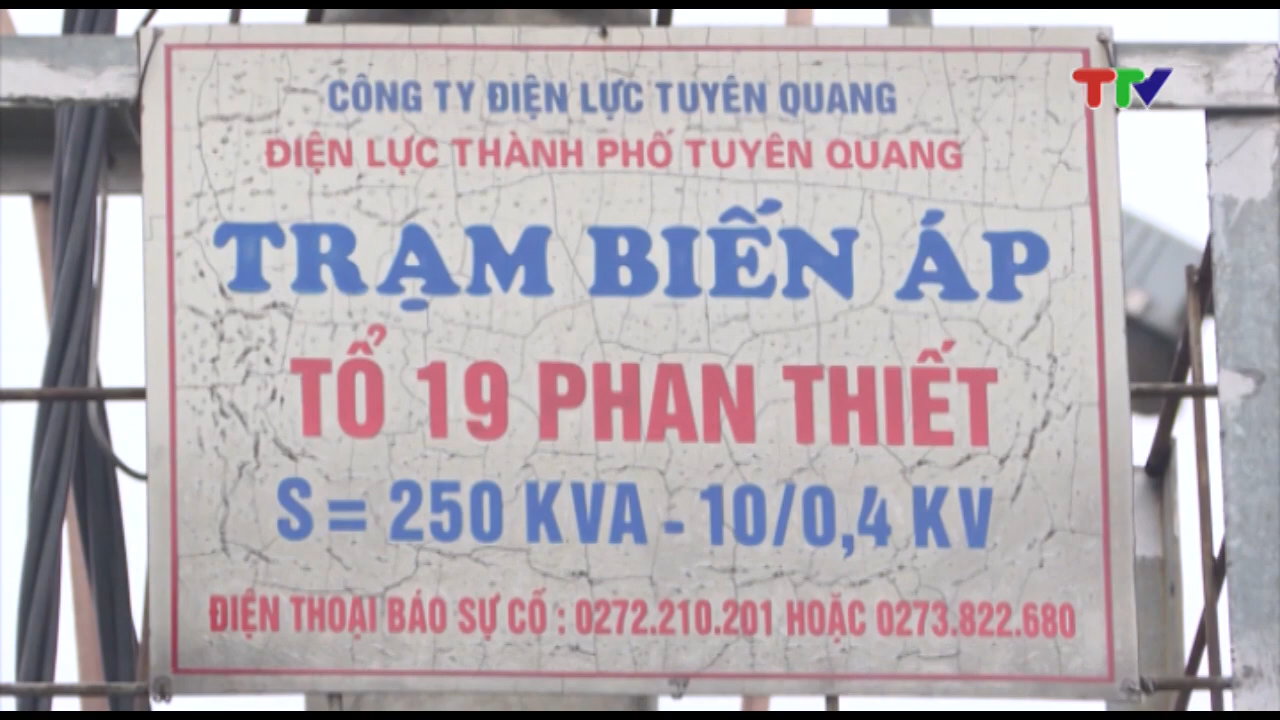 TTV
CÔNG TY ĐIỆN LỰC TUYÊN QUANG
ĐIỆN LỰC THÀNH PHỐ TUYÊN QUANG
TRẠM BIẾN ÁP
TỔ 19 PHAN THIẾT
S = 250 KVA - 10/0,4 KV
ĐIỆN THOẠI BÁO SỰ CỐ : 0272.210.201 HOẶC 0273.822.680